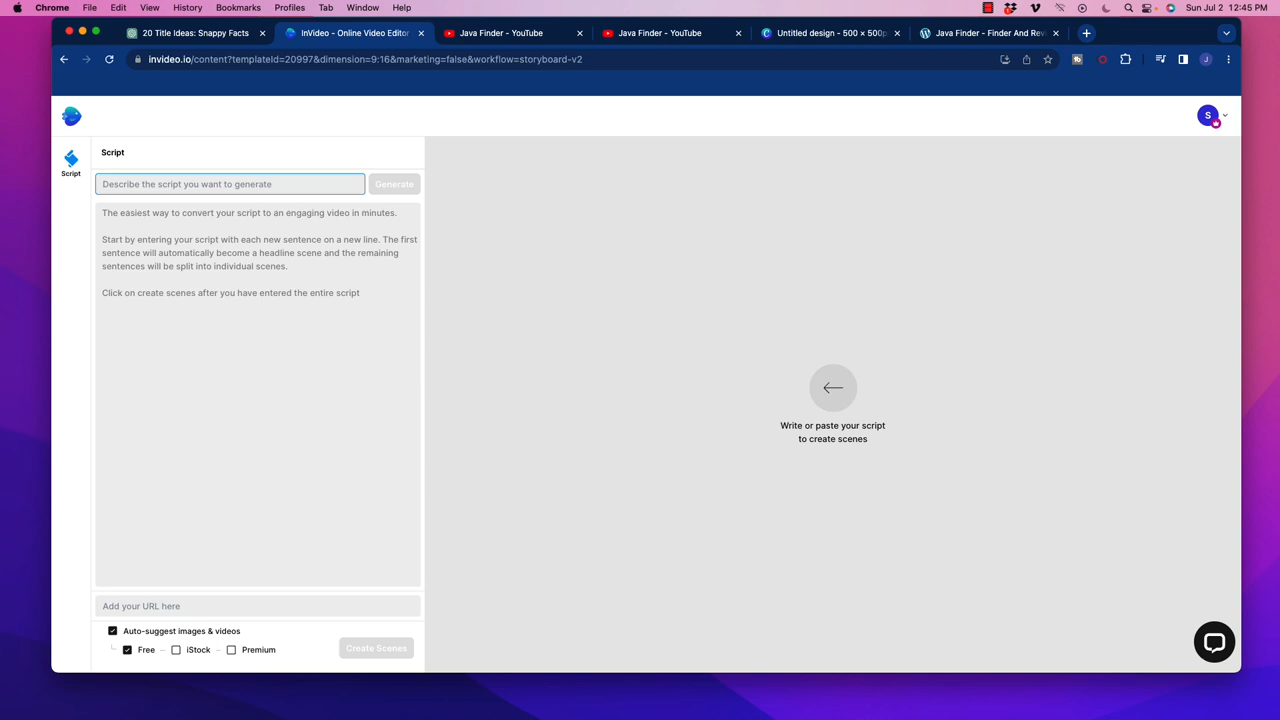 Chrome File Edit View History Bookmarks Profiles Tab Window Help
Sun Jul 2 12:45 PM
20 Title Ideas: Snappy Facts
InVideo - Online Video Editor
Java Finder - YouTube
Java Finder - YouTube
Untitled design - 500 × 500p
Java Finder - Finder And Revi
invideo.io/content?templateId=20997&dimension=9:16&marketing=false&workflow=storyboard-v2
J
S
Script
Script
Describe the script you want to generate
Generate
The easiest way to convert your script to an engaging video in minutes.
Start by entering your script with each new sentence on a new line. The first
sentence will automatically become a headline scene and the remaining
sentences will be split into individual scenes.
Click on create scenes after you have entered the entire script
Write or paste your script
to create scenes
Add your URL here
Auto-suggest images & videos
Free
iStock
Premium
Create Scenes